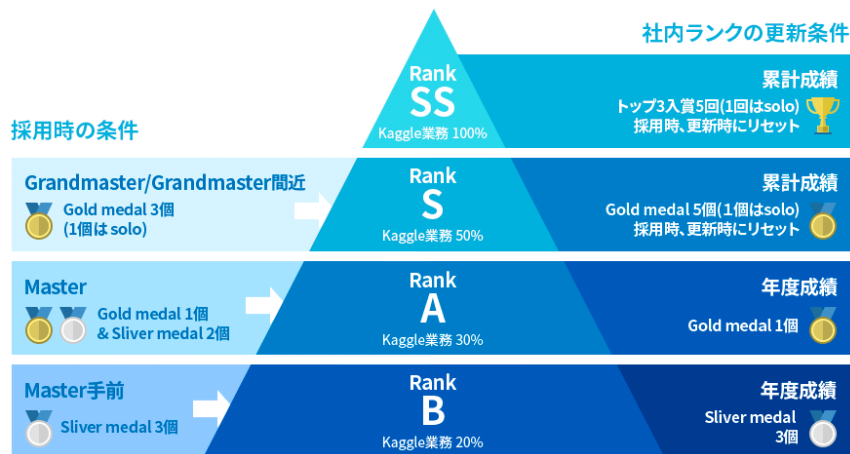 社内ランクの更新条件
採用時の条件
Rank
SS
Kaggle業務 100%
累計成績
トップ3入賞5回(1回はsolo)
採用時、更新時にリセット
Grandmaster/Grandmaster間近
Gold medal 3個
(1個は solo)
Rank
S
Kaggle業務 50%
累計成績
Gold medal 5個(1個はsolo)
採用時、更新時にリセット
Master
Gold medal 1個
& Sliver medal 2個
Rank
A
Kaggle業務 30%
年度成績
Gold medal 1個
Master手前
Sliver medal 3個
Rank
B
Kaggle業務 20%
年度成績
Sliver medal
3個